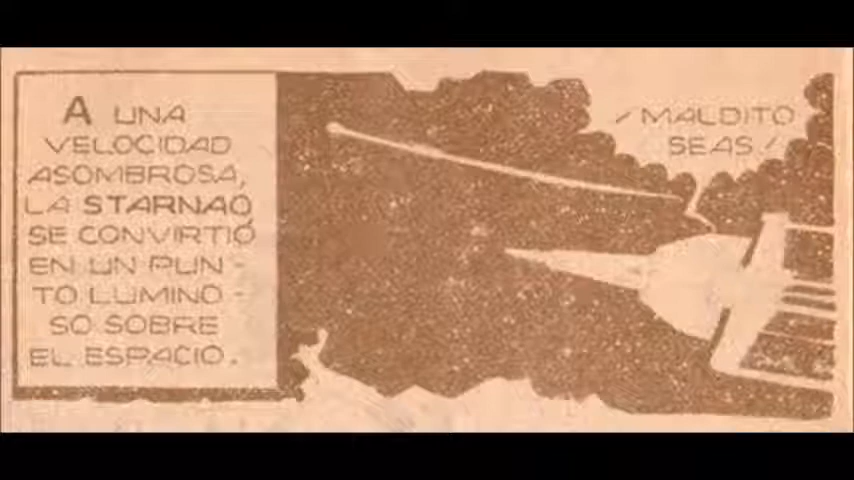 A UNA
VELOCIDAD
ASOMBROSA,
LA STARNAO
SE CONVIRTIÓ
EN UN PUN-
TO LUMINO-
SO SOBRE
EL ESPACIO.
¡MALDITO
SEAS!